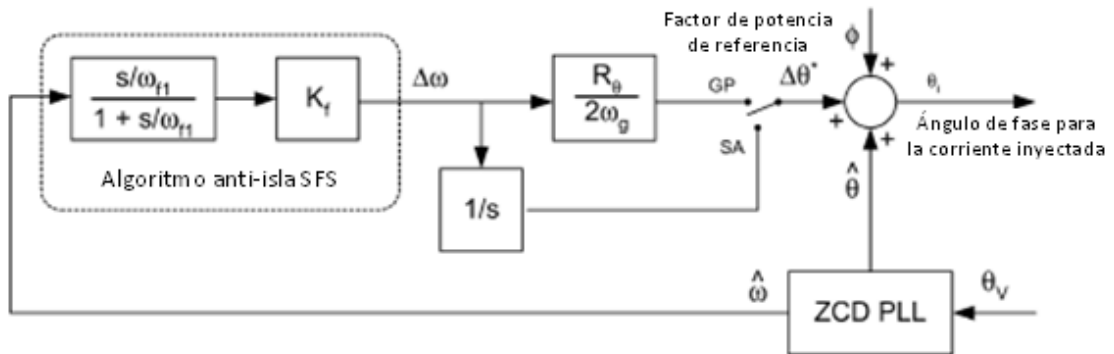 Factor de potencia
de referencia
ϕ
s/ω_f1
1 + s/ω_f1
K_f
Δω
R_θ
2ω_g
GP
Δθ*
+
+
+
θ_i
SA
Ángulo de fase para
la corriente inyectada
Algoritmo anti-isla SFS
1/s
θ̂
ω̂
ZCD PLL
θ_V